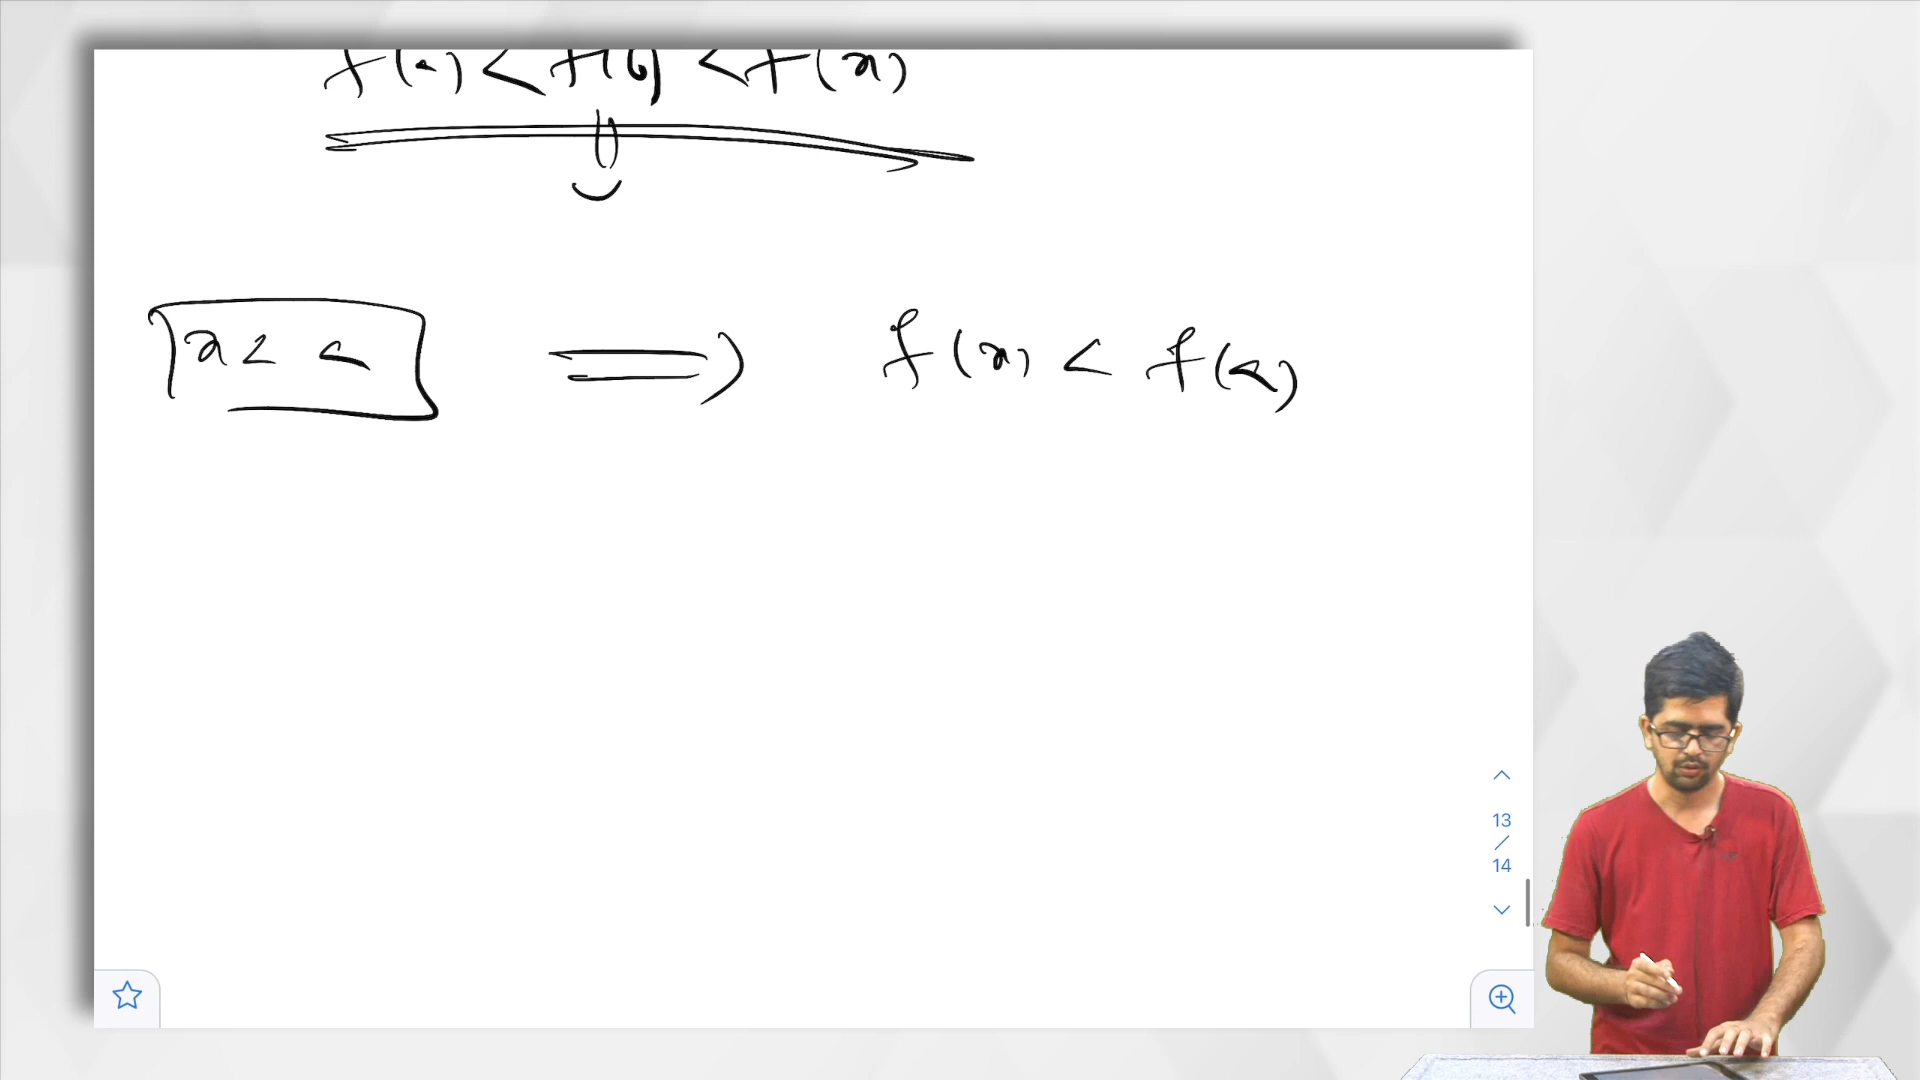 f(a) < f(b) < f(x)
x < a ⟹ f(x) < f(a)
13
/
14